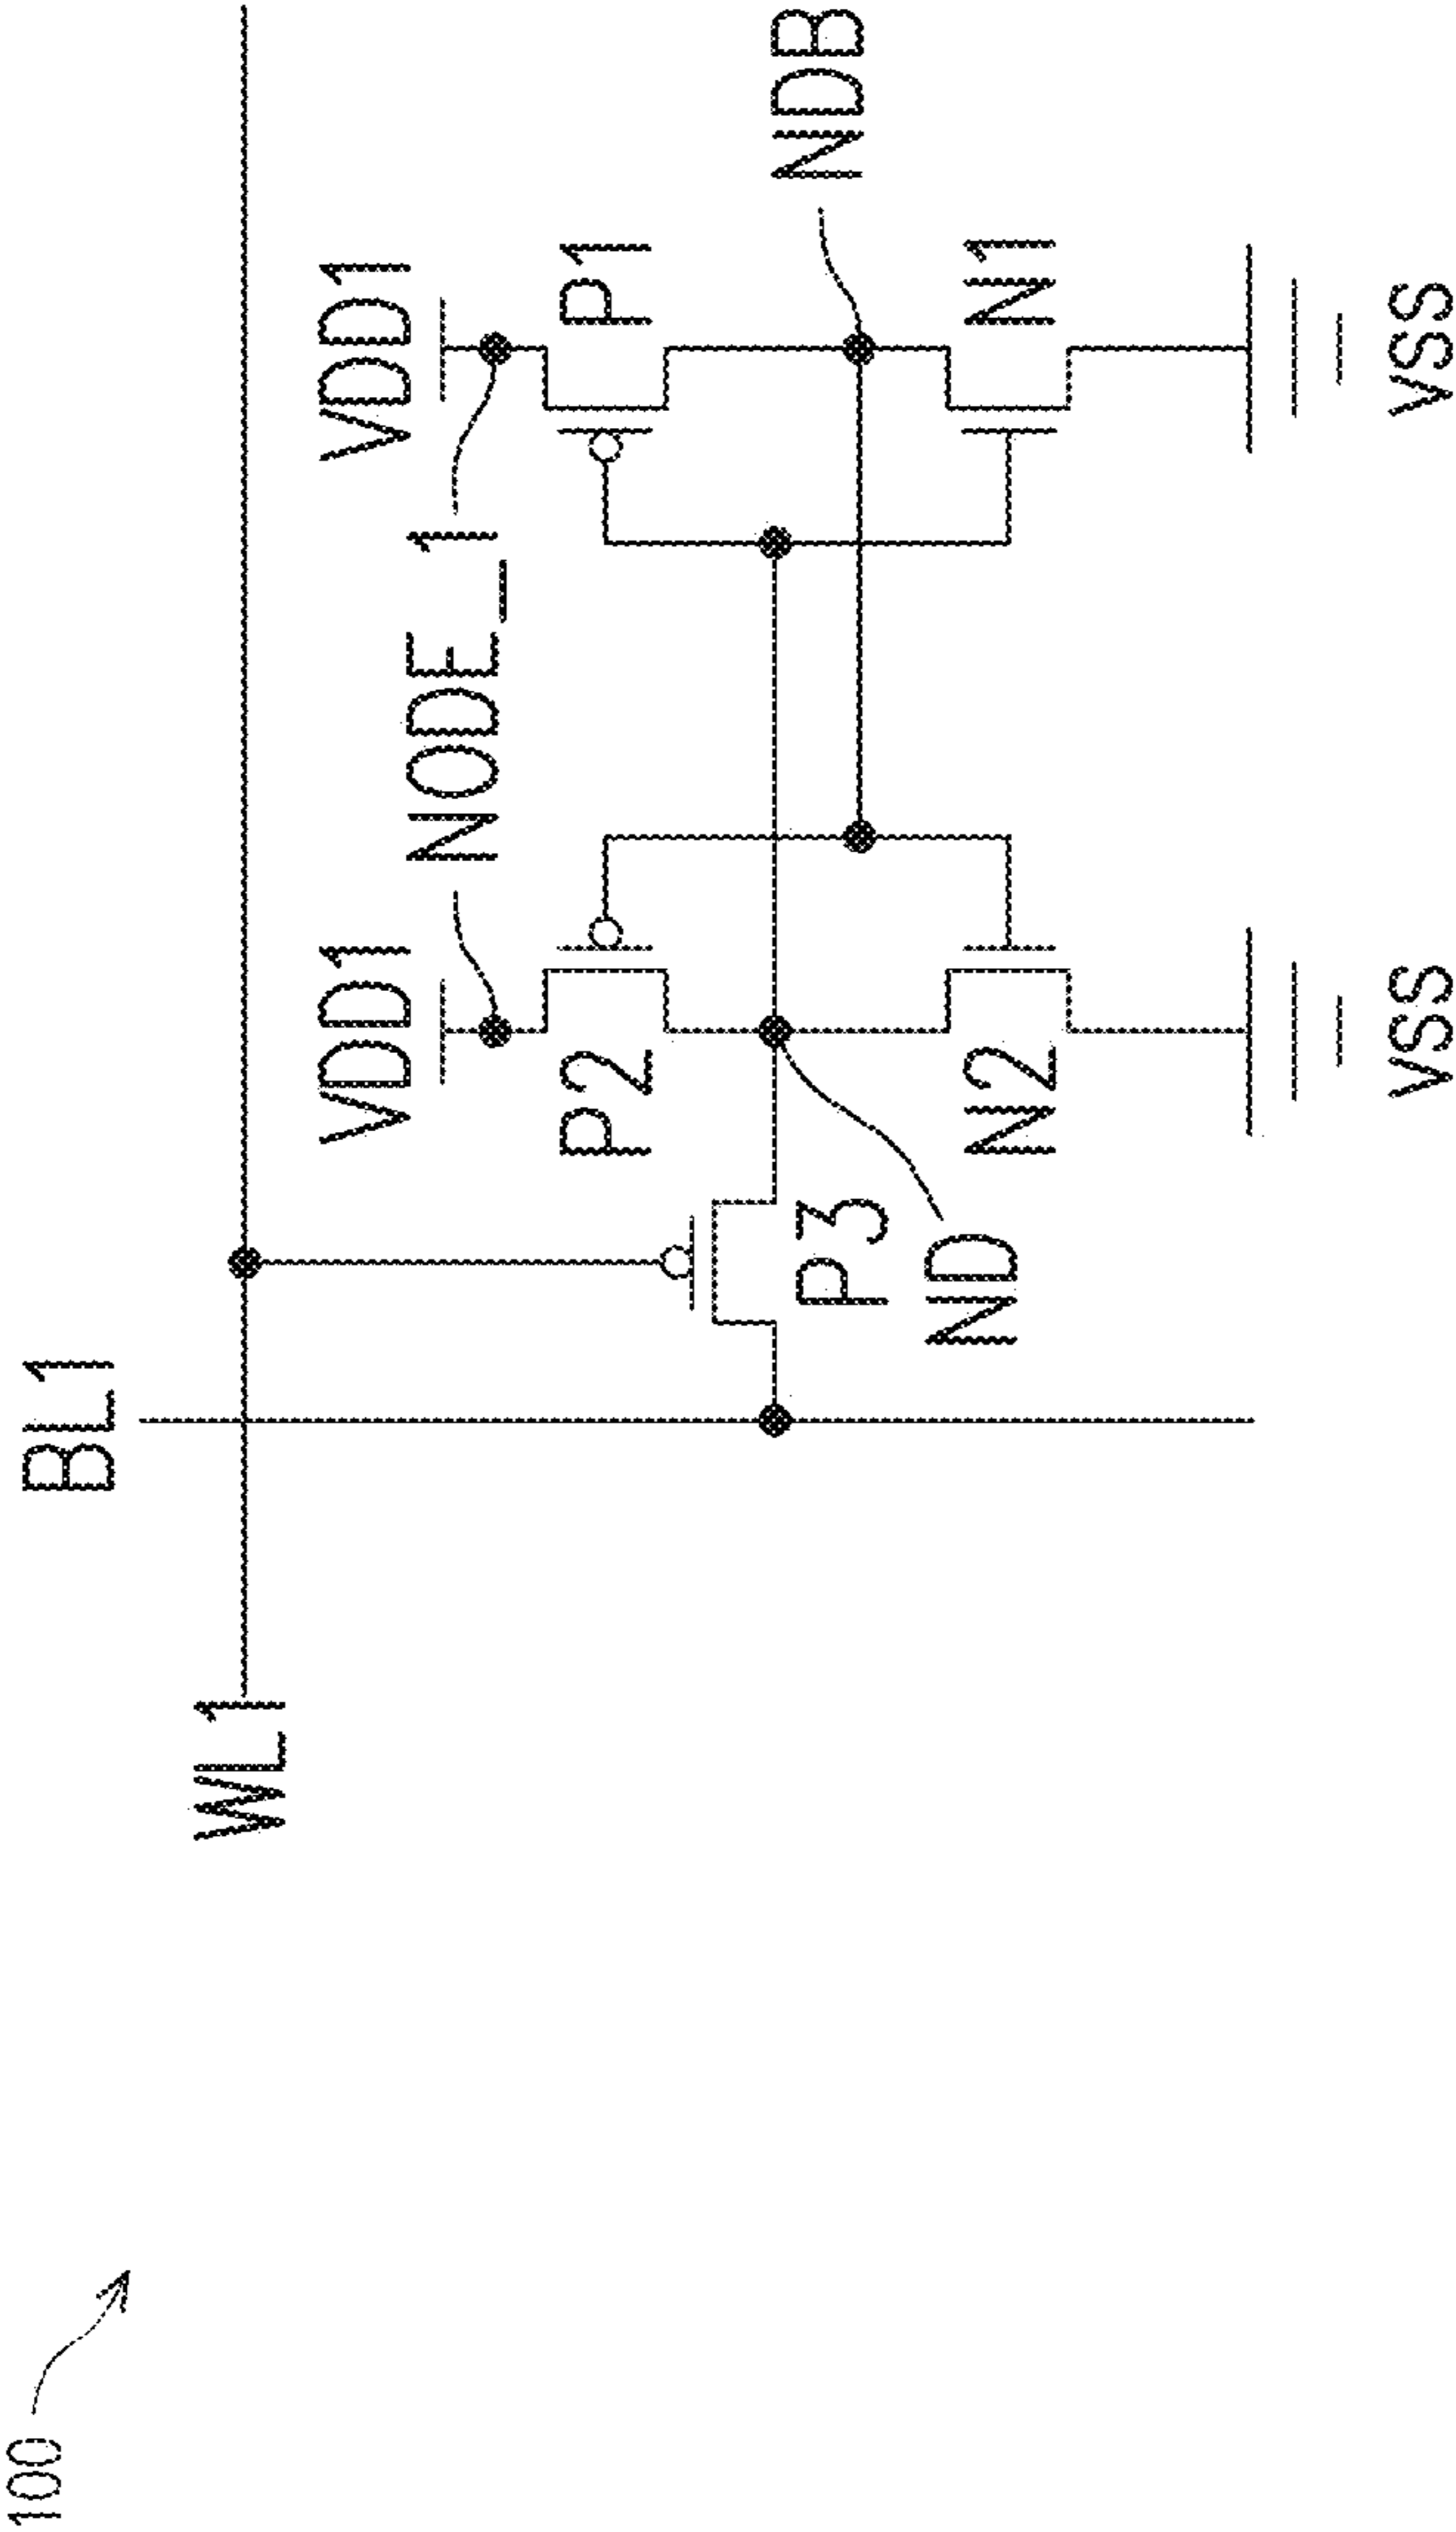 100
BL1
WL1
VDD1
VDD1
NODE_1
P2
P1
P3
ND
NDB
N2
N1
VSS
VSS